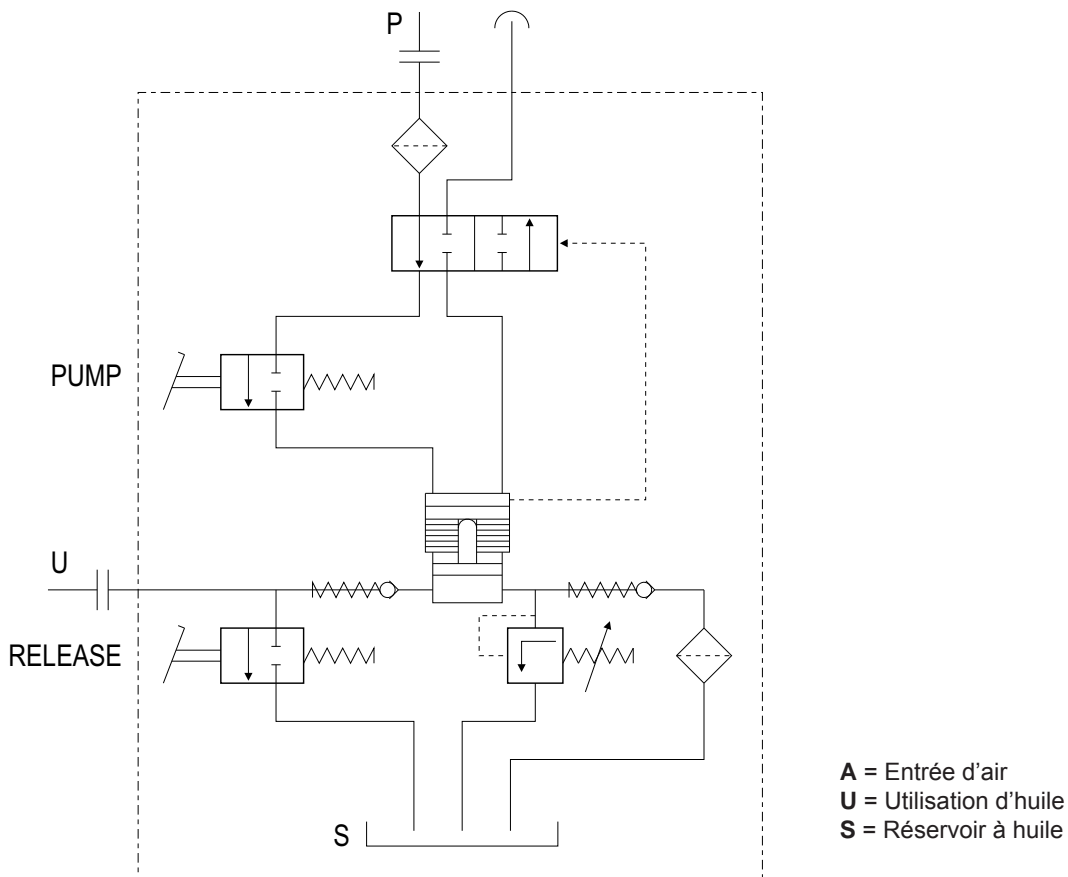 P
PUMP
U
RELEASE
S
A = Entrée d'air
U = Utilisation d'huile
S = Réservoir à huile